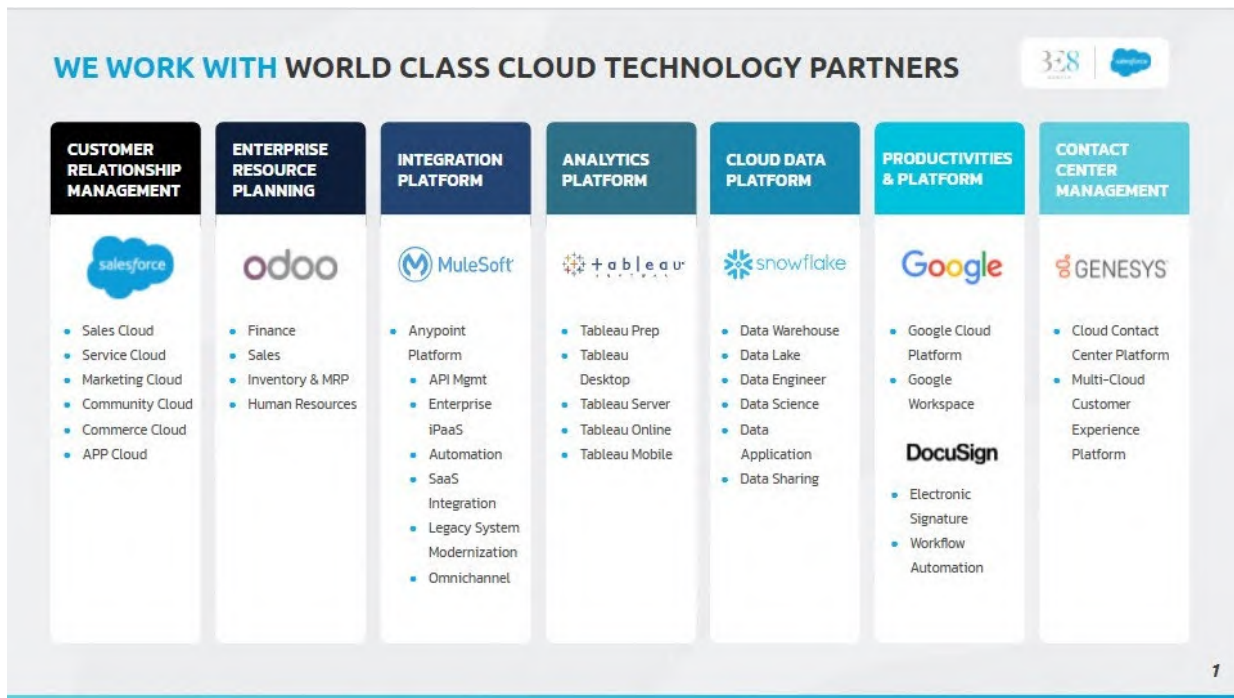 WE WORK WITH WORLD CLASS CLOUD TECHNOLOGY PARTNERS
salesforce
CUSTOMER
RELATIONSHIP
MANAGEMENT
salesforce
Sales Cloud
Service Cloud
Marketing Cloud
Community Cloud
Commerce Cloud
APP Cloud
ENTERPRISE
RESOURCE
PLANNING
odoo
Finance
Sales
Inventory & MRP
Human Resources
INTEGRATION
PLATFORM
MuleSoft
Anypoint
Platform
API Mgmt
Enterprise
iPaaS
Automation
SaaS
Integration
Legacy System
Modernization
Omnichannel
ANALYTICS
PLATFORM
tableau
Tableau Prep
Tableau
Desktop
Tableau Server
Tableau Online
Tableau Mobile
CLOUD DATA
PLATFORM
snowflake
Data Warehouse
Data Lake
Data Engineer
Data Science
Data
Application
Data Sharing
PRODUCTIVITIES
& PLATFORM
Google
Google Cloud
Platform
Google
Workspace
DocuSign
Electronic
Signature
Workflow
Automation
CONTACT
CENTER
MANAGEMENT
GENESYS
Cloud Contact
Center Platform
Multi-Cloud
Customer
Experience
Platform
1